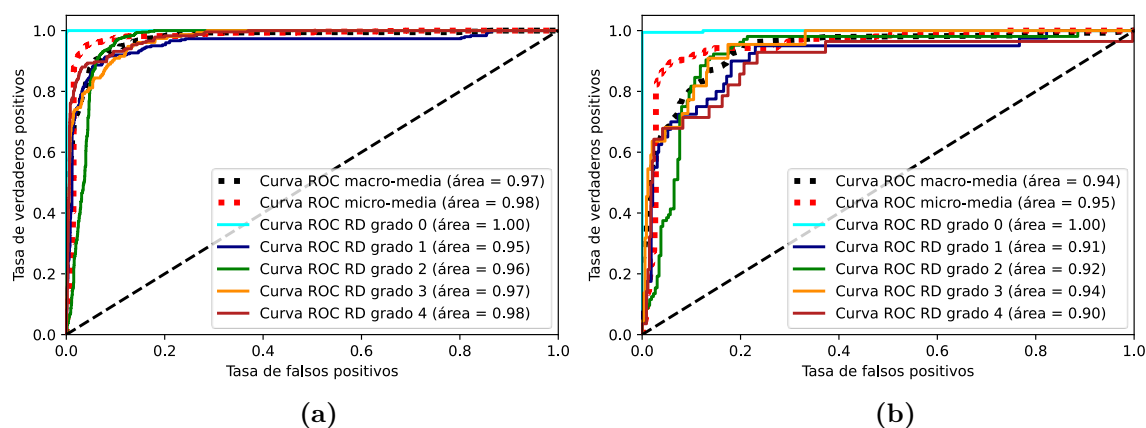 1.0
0.8
0.6
0.4
0.2
0.0
Tasa de verdaderos positivos
Curva ROC macro-media (área = 0.97)
Curva ROC micro-media (área = 0.98)
Curva ROC RD grado 0 (área = 1.00)
Curva ROC RD grado 1 (área = 0.95)
Curva ROC RD grado 2 (área = 0.96)
Curva ROC RD grado 3 (área = 0.97)
Curva ROC RD grado 4 (área = 0.98)
0.0 0.2 0.4 0.6 0.8 1.0
Tasa de falsos positivos
(a)
1.0
0.8
0.6
0.4
0.2
0.0
Tasa de verdaderos positivos
Curva ROC macro-media (área = 0.94)
Curva ROC micro-media (área = 0.95)
Curva ROC RD grado 0 (área = 1.00)
Curva ROC RD grado 1 (área = 0.91)
Curva ROC RD grado 2 (área = 0.92)
Curva ROC RD grado 3 (área = 0.94)
Curva ROC RD grado 4 (área = 0.90)
0.0 0.2 0.4 0.6 0.8 1.0
Tasa de falsos positivos
(b)